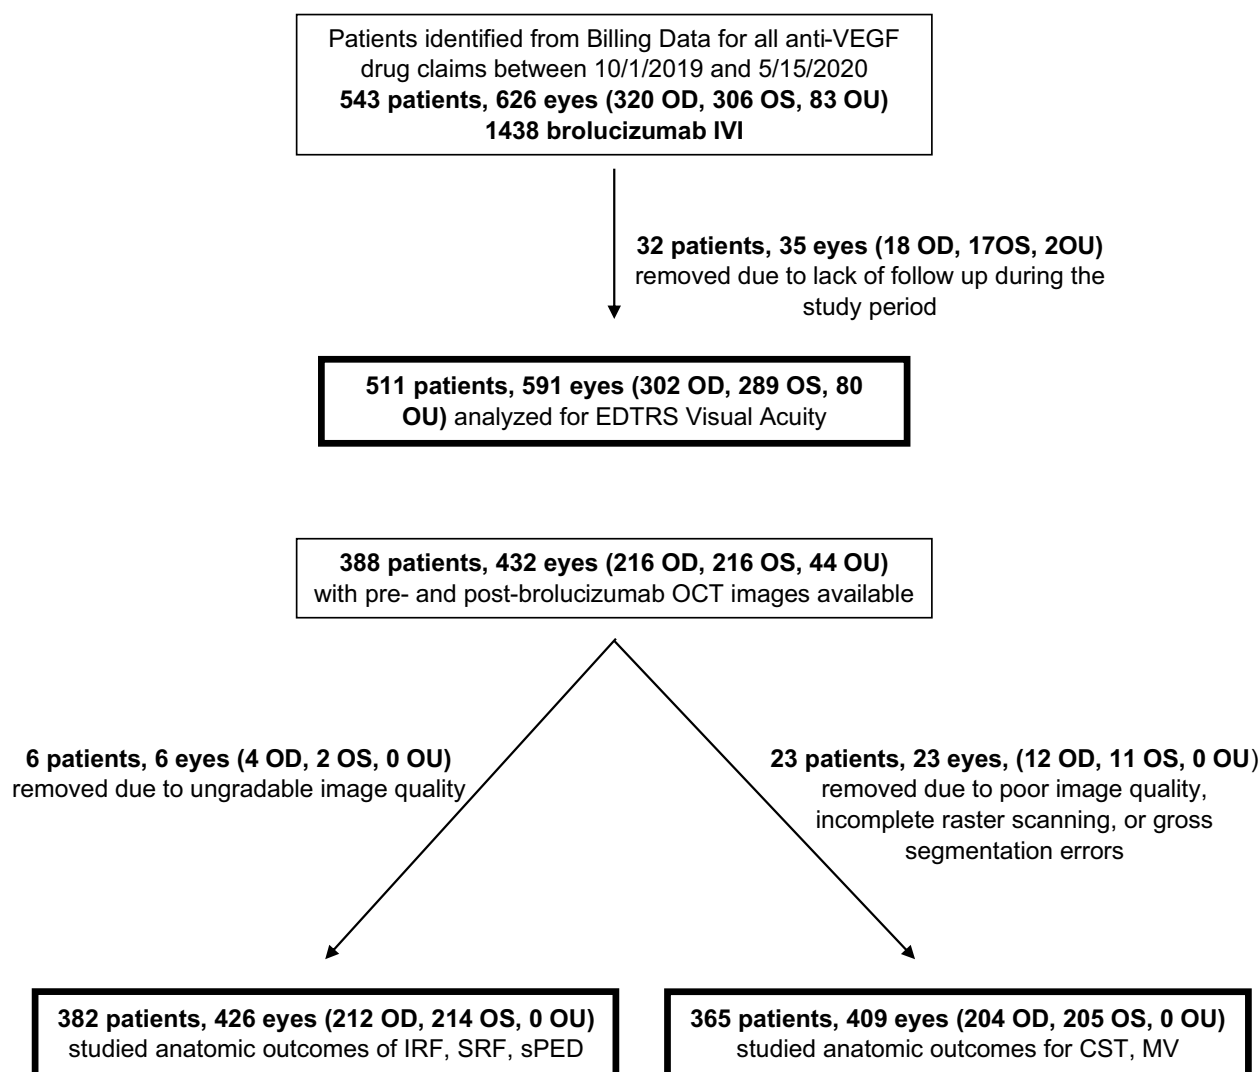 Patients identified from Billing Data for all anti-VEGF
drug claims between 10/1/2019 and 5/15/2020
543 patients, 626 eyes (320 OD, 306 OS, 83 OU)
1438 brolucizumab IVI
32 patients, 35 eyes (18 OD, 17OS, 2OU)
removed due to lack of follow up during the
study period
511 patients, 591 eyes (302 OD, 289 OS, 80
OU) analyzed for EDTRS Visual Acuity
388 patients, 432 eyes (216 OD, 216 OS, 44 OU)
with pre- and post-brolucizumab OCT images available
6 patients, 6 eyes (4 OD, 2 OS, 0 OU)
removed due to ungradable image quality
23 patients, 23 eyes, (12 OD, 11 OS, 0 OU)
removed due to poor image quality,
incomplete raster scanning, or gross
segmentation errors
382 patients, 426 eyes (212 OD, 214 OS, 0 OU)
studied anatomic outcomes of IRF, SRF, sPED
365 patients, 409 eyes (204 OD, 205 OS, 0 OU)
studied anatomic outcomes for CST, MV